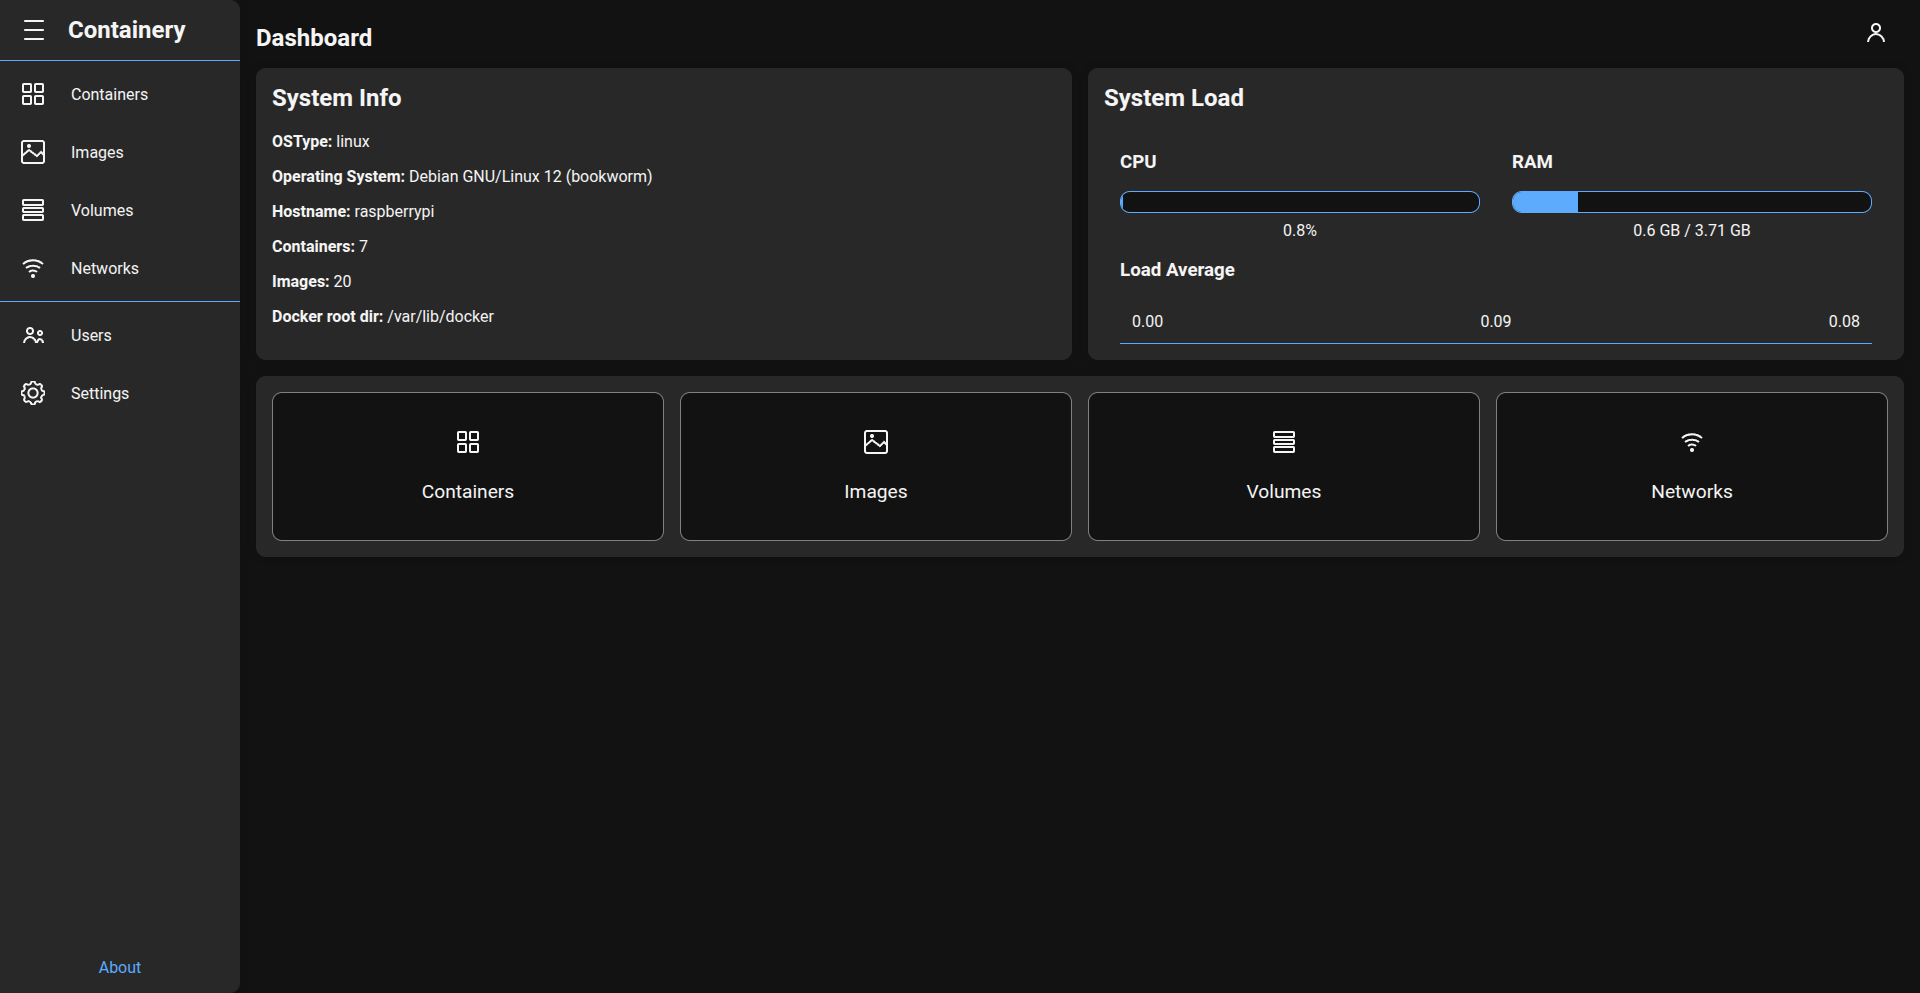 Containery
Containers
Images
Volumes
Networks
Users
Settings
About
Dashboard
System Info
OSType: linux
Operating System: Debian GNU/Linux 12 (bookworm)
Hostname: raspberrypi
Containers: 7
Images: 20
Docker root dir: /var/lib/docker
System Load
CPU
0.8%
RAM
0.6 GB / 3.71 GB
Load Average
0.00 0.09 0.08
Containers
Images
Volumes
Networks